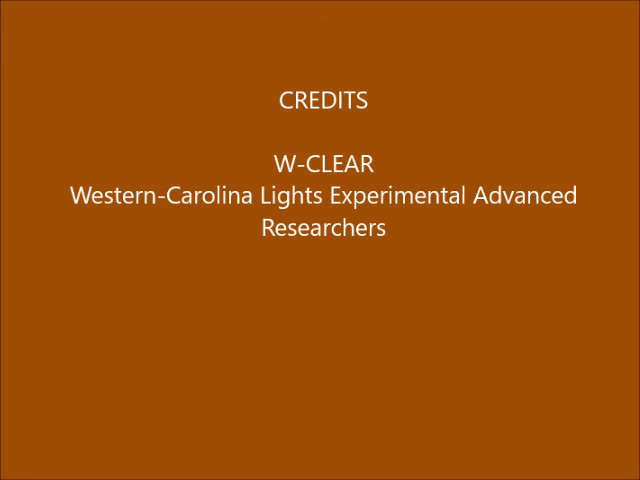 CREDITS
W-CLEAR
Western-Carolina Lights Experimental Advanced
Researchers